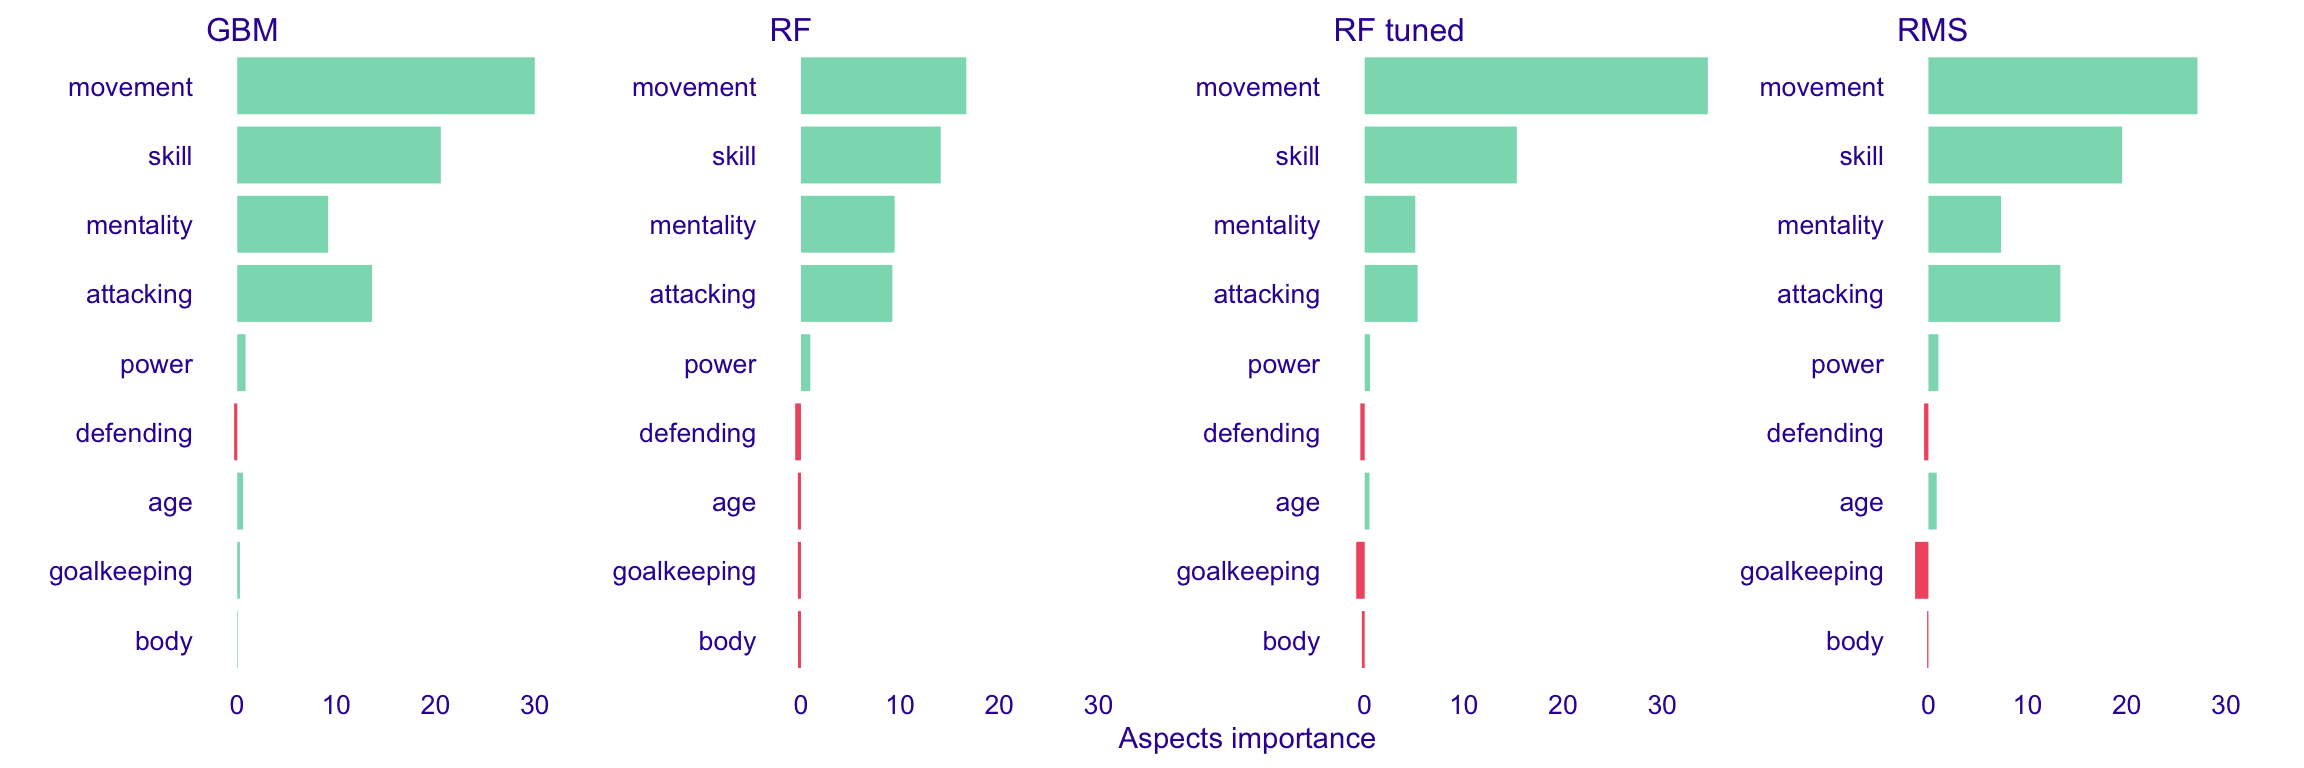 GBM
movement
skill
mentality
attacking
power
defending
age
goalkeeping
body
0 10 20 30
RF
movement
skill
mentality
attacking
power
defending
age
goalkeeping
body
0 10 20 30
RF tuned
movement
skill
mentality
attacking
power
defending
age
goalkeeping
body
0 10 20 30
RMS
movement
skill
mentality
attacking
power
defending
age
goalkeeping
body
0 10 20 30
Aspects importance